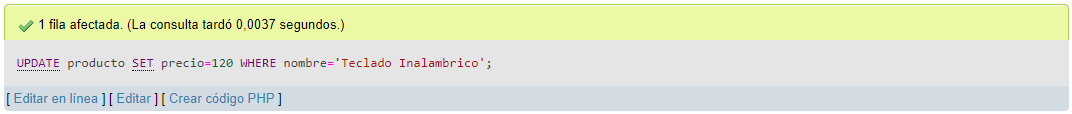 1 fila afectada. (La consulta tardó 0,0037 segundos.)
UPDATE producto SET precio=120 WHERE nombre='Teclado Inalambrico';
[ Editar en línea ] [ Editar ] [ Crear código PHP ]